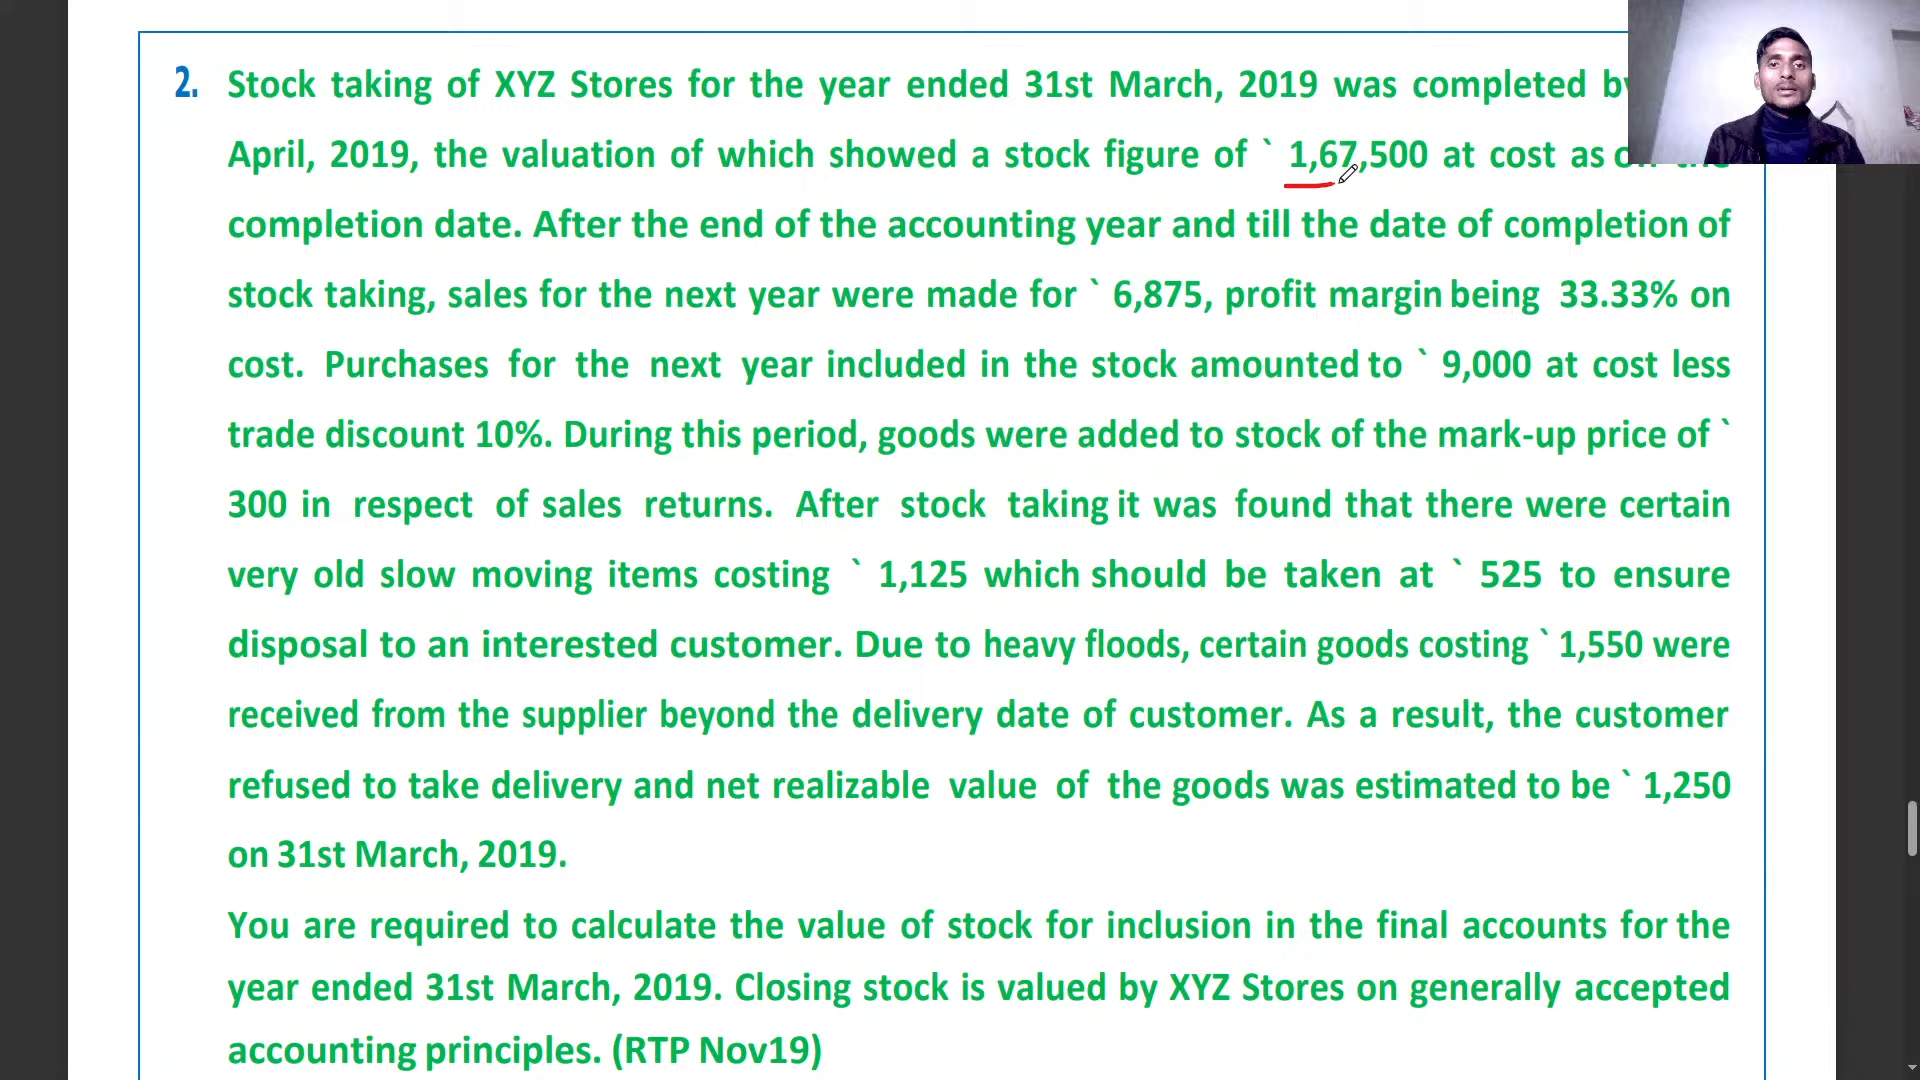 2. Stock taking of XYZ Stores for the year ended 31st March, 2019 was completed
April, 2019, the valuation of which showed a stock figure of ` 1,67,500 at cost as
completion date. After the end of the accounting year and till the date of completion of
stock taking, sales for the next year were made for ` 6,875, profit margin being 33.33% on
cost. Purchases for the next year included in the stock amounted to ` 9,000 at cost less
trade discount 10%. During this period, goods were added to stock of the mark-up price of `
300 in respect of sales returns. After stock taking it was found that there were certain
very old slow moving items costing ` 1,125 which should be taken at ` 525 to ensure
disposal to an interested customer. Due to heavy floods, certain goods costing ` 1,550 were
received from the supplier beyond the delivery date of customer. As a result, the customer
refused to take delivery and net realizable value of the goods was estimated to be ` 1,250
on 31st March, 2019.
You are required to calculate the value of stock for inclusion in the final accounts for the
year ended 31st March, 2019. Closing stock is valued by XYZ Stores on generally accepted
accounting principles. (RTP Nov19)